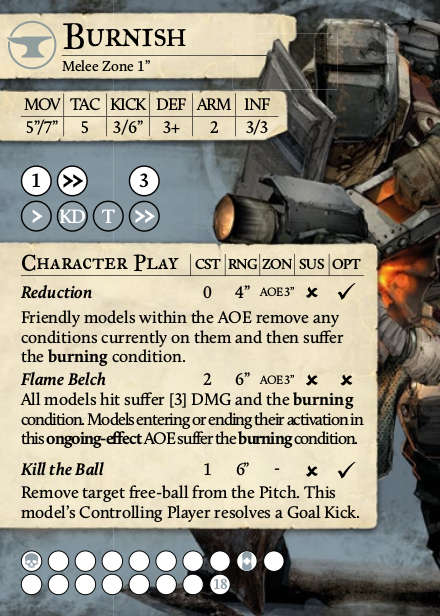 Burnish
Melee Zone 1”
MOV TAC KICK DEF ARM INF
5”/7” 5 3/6” 3+ 2 3/3
1 >> 3
> KD T >>
Character Play CST RNG ZON SUS OPT
Reduction 0 4” AOE 3” ✘ ✓
Friendly models within the AOE remove any
conditions currently on them and then suffer
the burning condition.
Flame Belch 2 6” AOE 3” ✘ ✘
All models hit suffer [3] DMG and the burning
condition. Models entering or ending their activation in
this ongoing-effect AOE suffer the burning condition.
Kill the Ball 1 6” - ✘ ✓
Remove target free-ball from the Pitch. This
model’s Controlling Player resolves a Goal Kick.
18